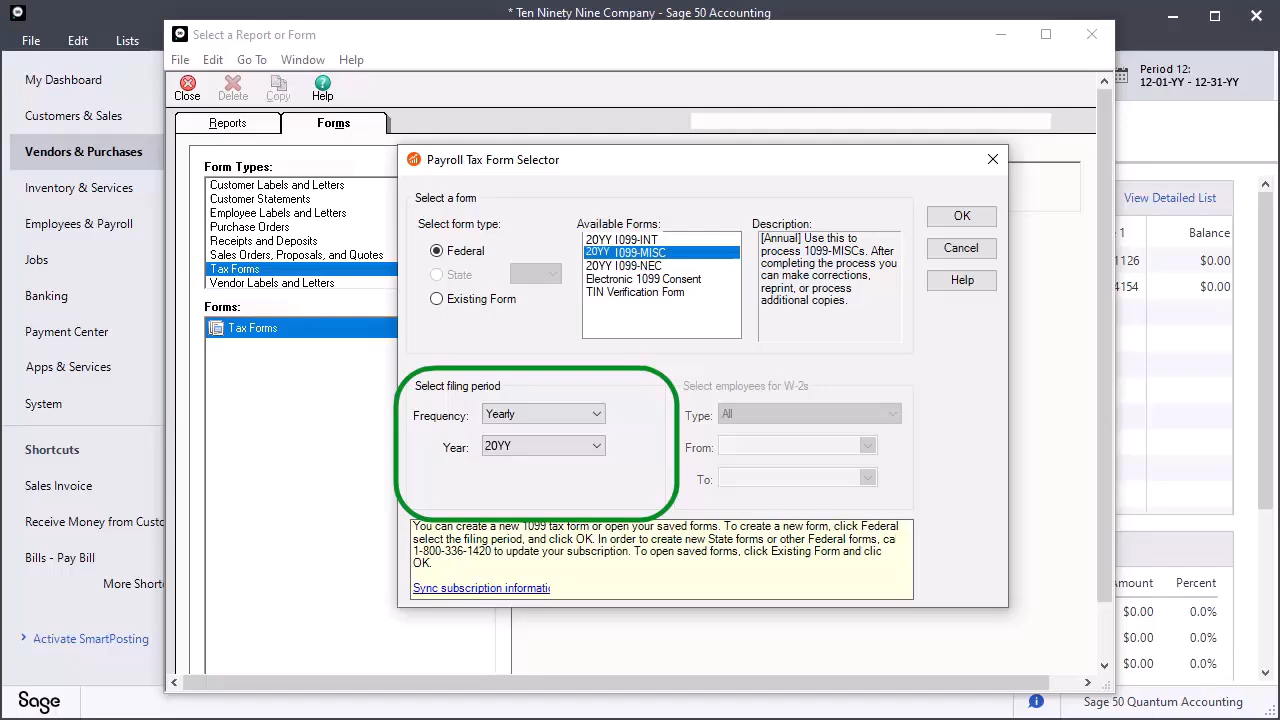 * Ten Ninety Nine Company - Sage 50 Accounting
File Edit Lists
Select a Report or Form
File Edit Go To Window Help
Close Delete Copy Help
Reports Forms
My Dashboard
Customers & Sales
Vendors & Purchases
Inventory & Services
Employees & Payroll
Jobs
Banking
Payment Center
Apps & Services
System
Shortcuts
Sales Invoice
Receive Money from Custo
Bills - Pay Bill
More Short
Activate SmartPosting
Sage
Form Types:
Customer Labels and Letters
Customer Statements
Employee Labels and Letters
Purchase Orders
Receipts and Deposits
Sales Orders, Proposals, and Quotes
Tax Forms
Vendor Labels and Letters
Forms:
Tax Forms
Payroll Tax Form Selector
Select a form
Select form type:
Federal
State
Existing Form
Available Forms:
20YY 1099-INT
20YY 1099-MISC
20YY 1099-NEC
Electronic 1099 Consent
TIN Verification Form
Description:
[Annual] Use this to
process 1099-MISCs. After
completing the process you
can make corrections,
reprint, or process
additional copies.
OK
Cancel
Help
Select filing period
Frequency: Yearly
Year: 20YY
Select employees for W-2s
Type: All
From:
To:
You can create a new 1099 tax form or open your saved forms. To create a new form, click Federal
select the filing period, and click OK. In order to create new State forms or other Federal forms, ca
1-800-336-1420 to update your subscription. To open saved forms, click Existing Form and clic
OK.
Sync subscription informatic
Period 12:
12-01-YY - 12-31-YY
View Detailed List
1 Balance
1126 $0.00
4154 $0.00
Amount Percent
$0.00 0.0%
$0.00 0.0%
$0.00 0.0%
Sage 50 Quantum Accounting